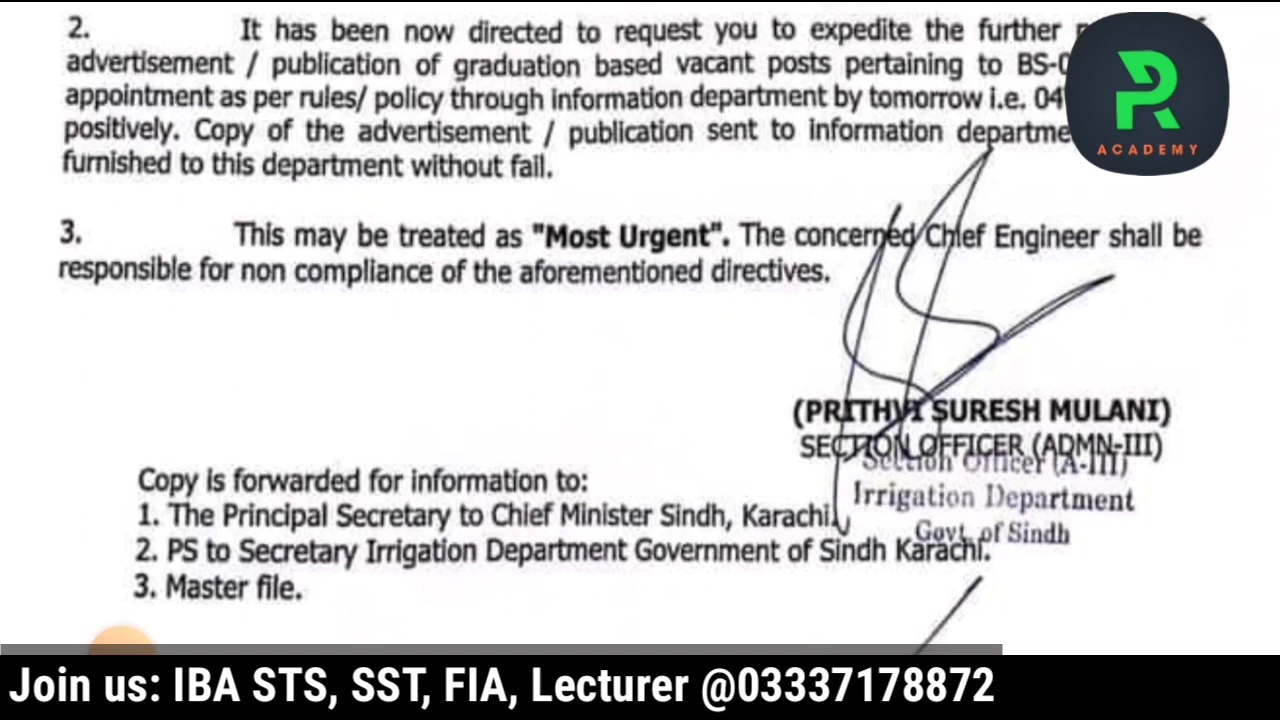 2. It has been now directed to request you to expedite the further
advertisement / publication of graduation based vacant posts pertaining to
appointment as per rules/ policy through information department by tomorrow i.e.
positively. Copy of the advertisement / publication sent to information
furnished to this department without fail.
3. This may be treated as "Most Urgent". The concerned Chief Engineer shall be
responsible for non compliance of the aforementioned directives.
(PRITHVI SURESH MULANI)
SECTION OFFICER (ADMN-III)
Section Officer (A-III)
Irrigation Department
Govt. of Sindh
Copy is forwarded for information to:
1. The Principal Secretary to Chief Minister Sindh, Karachi.
2. PS to Secretary Irrigation Department Government of Sindh Karachi.
3. Master file.
R
ACADEMY
Join us: IBA STS, SST, FIA, Lecturer @03337178872